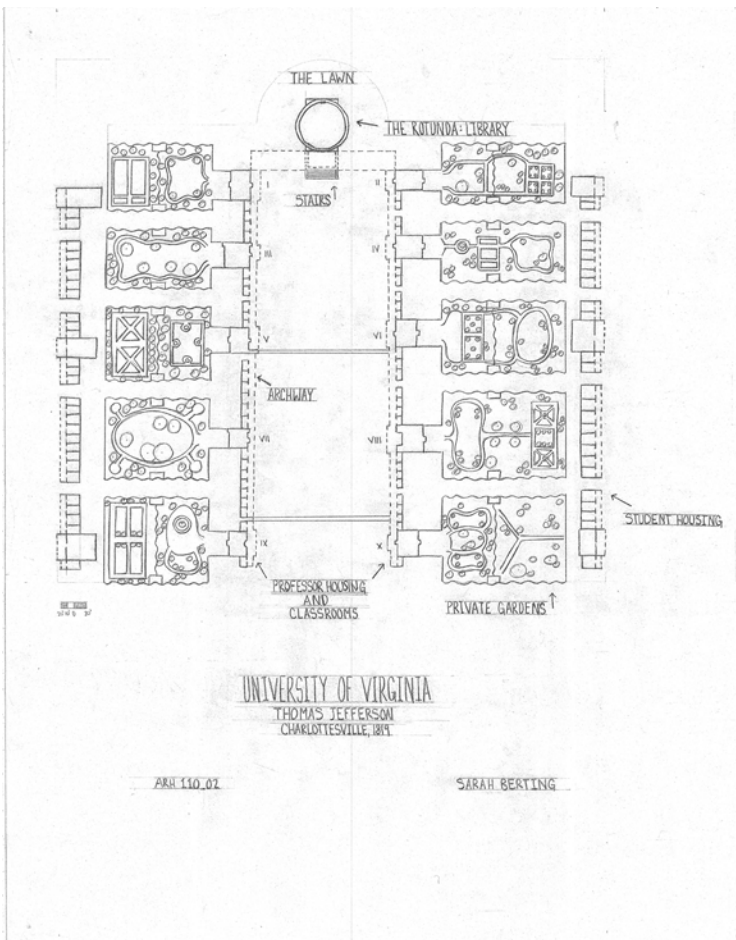 THE LAWN
THE ROTUNDA: LIBRARY
STAIRS
I
II
III
IV
V
VI
ARCHWAY
VII
VIII
STUDENT HOUSING
IX
X
PROFESSOR HOUSING
AND
CLASSROOMS
PRIVATE GARDENS
UNIVERSITY OF VIRGINIA
THOMAS JEFFERSON
CHARLOTTESVILLE, 1819
ARH 110_02
SARAH BERTING